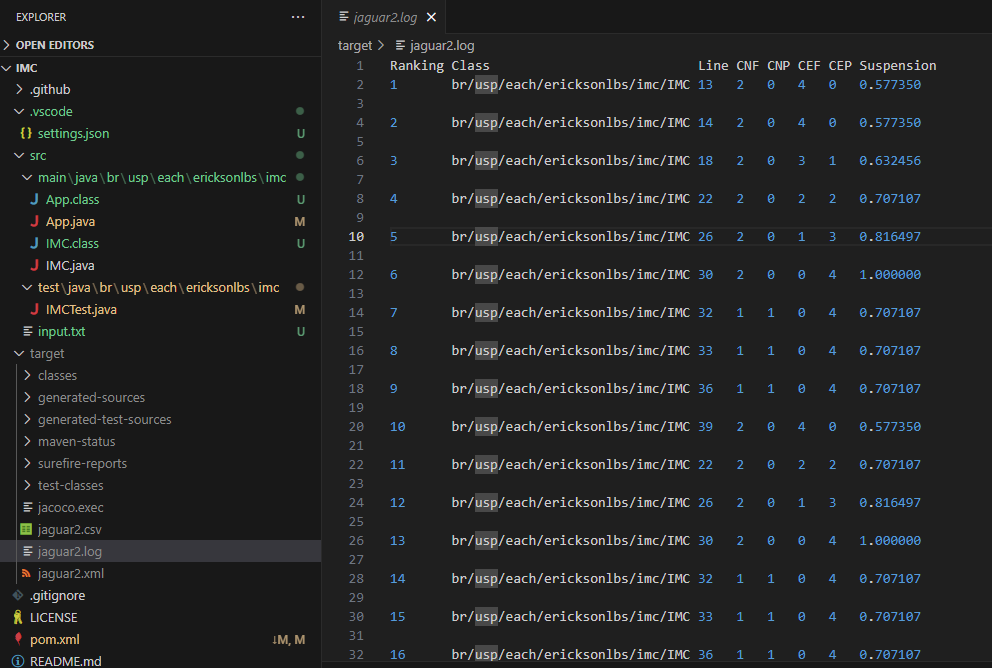 EXPLORER
OPEN EDITORS
IMC
.github
.vscode
settings.json U
src
main\java\br\usp\each\ericksonlbs\imc
App.class U
App.java M
IMC.class U
IMC.java
test\java\br\usp\each\ericksonlbs\imc
IMCTest.java M
input.txt U
target
classes
generated-sources
generated-test-sources
maven-status
surefire-reports
test-classes
jacoco.exec
jaguar2.csv
jaguar2.log
jaguar2.xml
.gitignore
LICENSE
pom.xml ↓M, M
README.md
jaguar2.log
target > jaguar2.log
1 Ranking Class Line CNF CNP CEF CEP Suspension
2 1 br/usp/each/ericksonlbs/imc/IMC 13 2 0 4 0 0.577350
3
4 2 br/usp/each/ericksonlbs/imc/IMC 14 2 0 4 0 0.577350
5
6 3 br/usp/each/ericksonlbs/imc/IMC 18 2 0 3 1 0.632456
7
8 4 br/usp/each/ericksonlbs/imc/IMC 22 2 0 2 2 0.707107
9
10 5 br/usp/each/ericksonlbs/imc/IMC 26 2 0 1 3 0.816497
11
12 6 br/usp/each/ericksonlbs/imc/IMC 30 2 0 0 4 1.000000
13
14 7 br/usp/each/ericksonlbs/imc/IMC 32 1 1 0 4 0.707107
15
16 8 br/usp/each/ericksonlbs/imc/IMC 33 1 1 0 4 0.707107
17
18 9 br/usp/each/ericksonlbs/imc/IMC 36 1 1 0 4 0.707107
19
20 10 br/usp/each/ericksonlbs/imc/IMC 39 2 0 4 0 0.577350
21
22 11 br/usp/each/ericksonlbs/imc/IMC 22 2 0 2 2 0.707107
23
24 12 br/usp/each/ericksonlbs/imc/IMC 26 2 0 1 3 0.816497
25
26 13 br/usp/each/ericksonlbs/imc/IMC 30 2 0 0 4 1.000000
27
28 14 br/usp/each/ericksonlbs/imc/IMC 32 1 1 0 4 0.707107
29
30 15 br/usp/each/ericksonlbs/imc/IMC 33 1 1 0 4 0.707107
31
32 16 br/usp/each/ericksonlbs/imc/IMC 36 1 1 0 4 0.707107